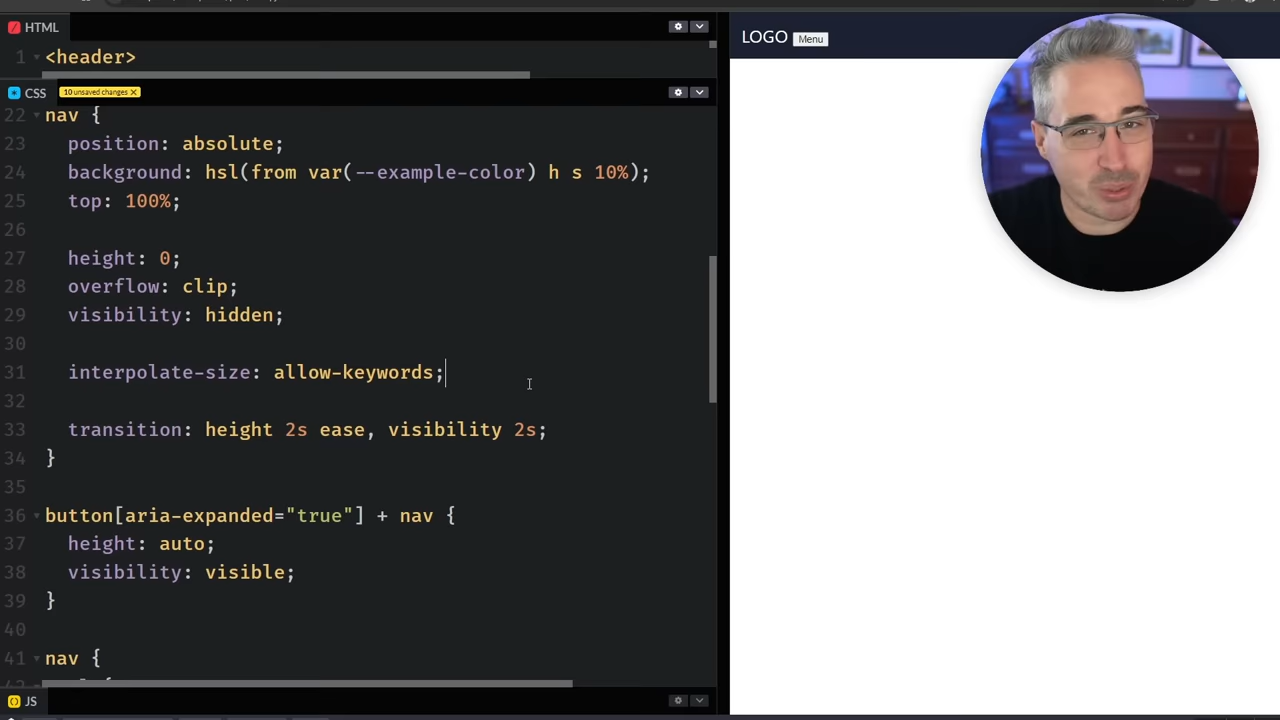 HTML
1 <header>
CSS 10 unsaved changes ×
22 nav {
23 position: absolute;
24 background: hsl(from var(--example-color) h s 10%);
25 top: 100%;
26
27 height: 0;
28 overflow: clip;
29 visibility: hidden;
30
31 interpolate-size: allow-keywords;
32
33 transition: height 2s ease, visibility 2s;
34 }
35
36 button[aria-expanded="true"] + nav {
37 height: auto;
38 visibility: visible;
39 }
40
41 nav {
JS
LOGO Menu